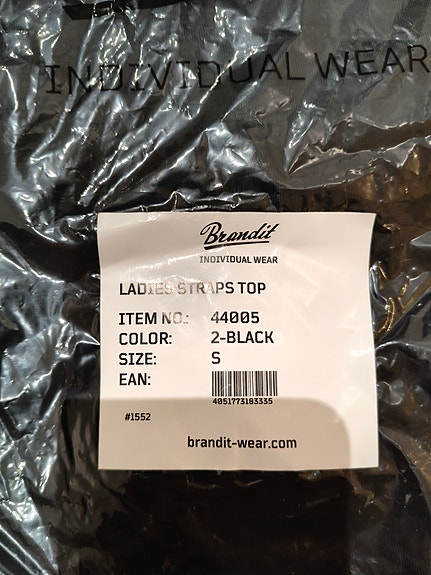 INDIVIDUAL WEAR
Brandit
INDIVIDUAL WEAR
LADIES STRAPS TOP
ITEM NO.: 44005
COLOR: 2-BLACK
SIZE: S
EAN:
4051773183335
#1552
brandit-wear.com